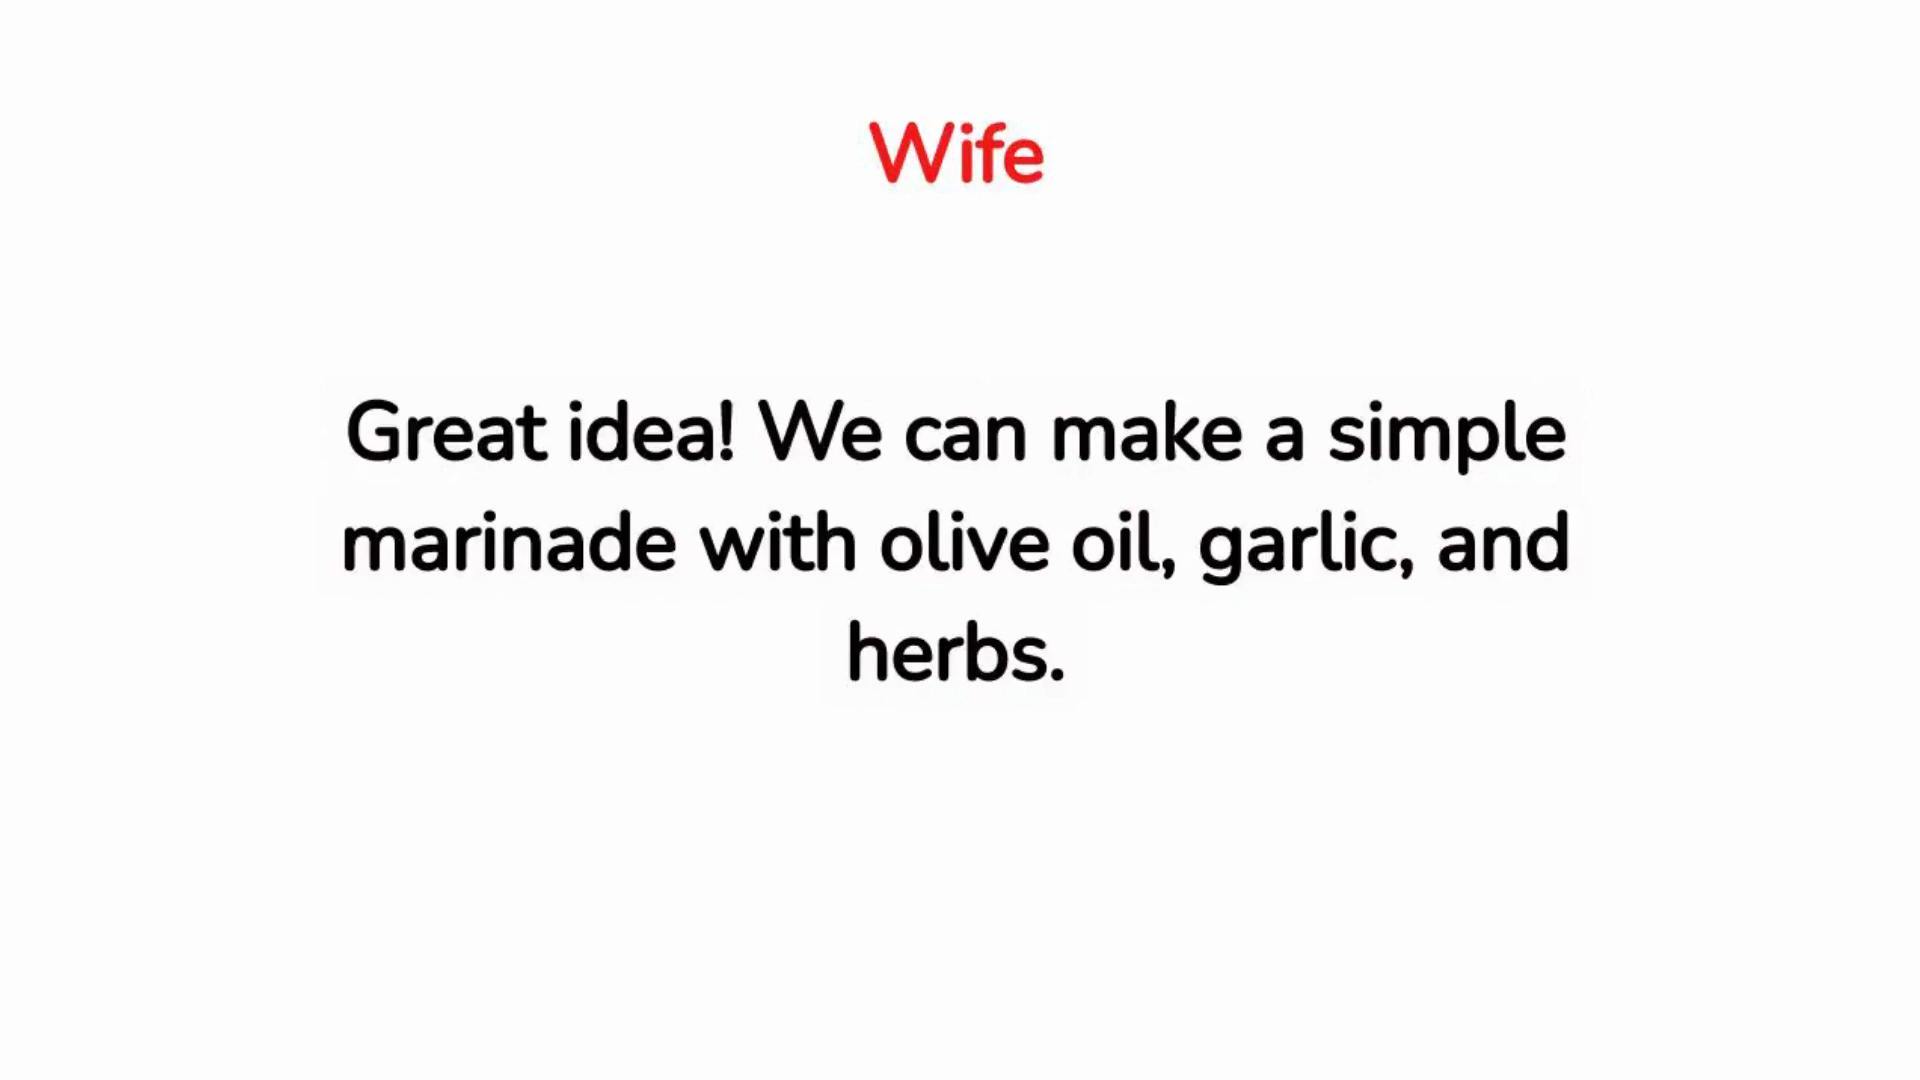 Wife
Great idea! We can make a simple
marinade with olive oil, garlic, and
herbs.